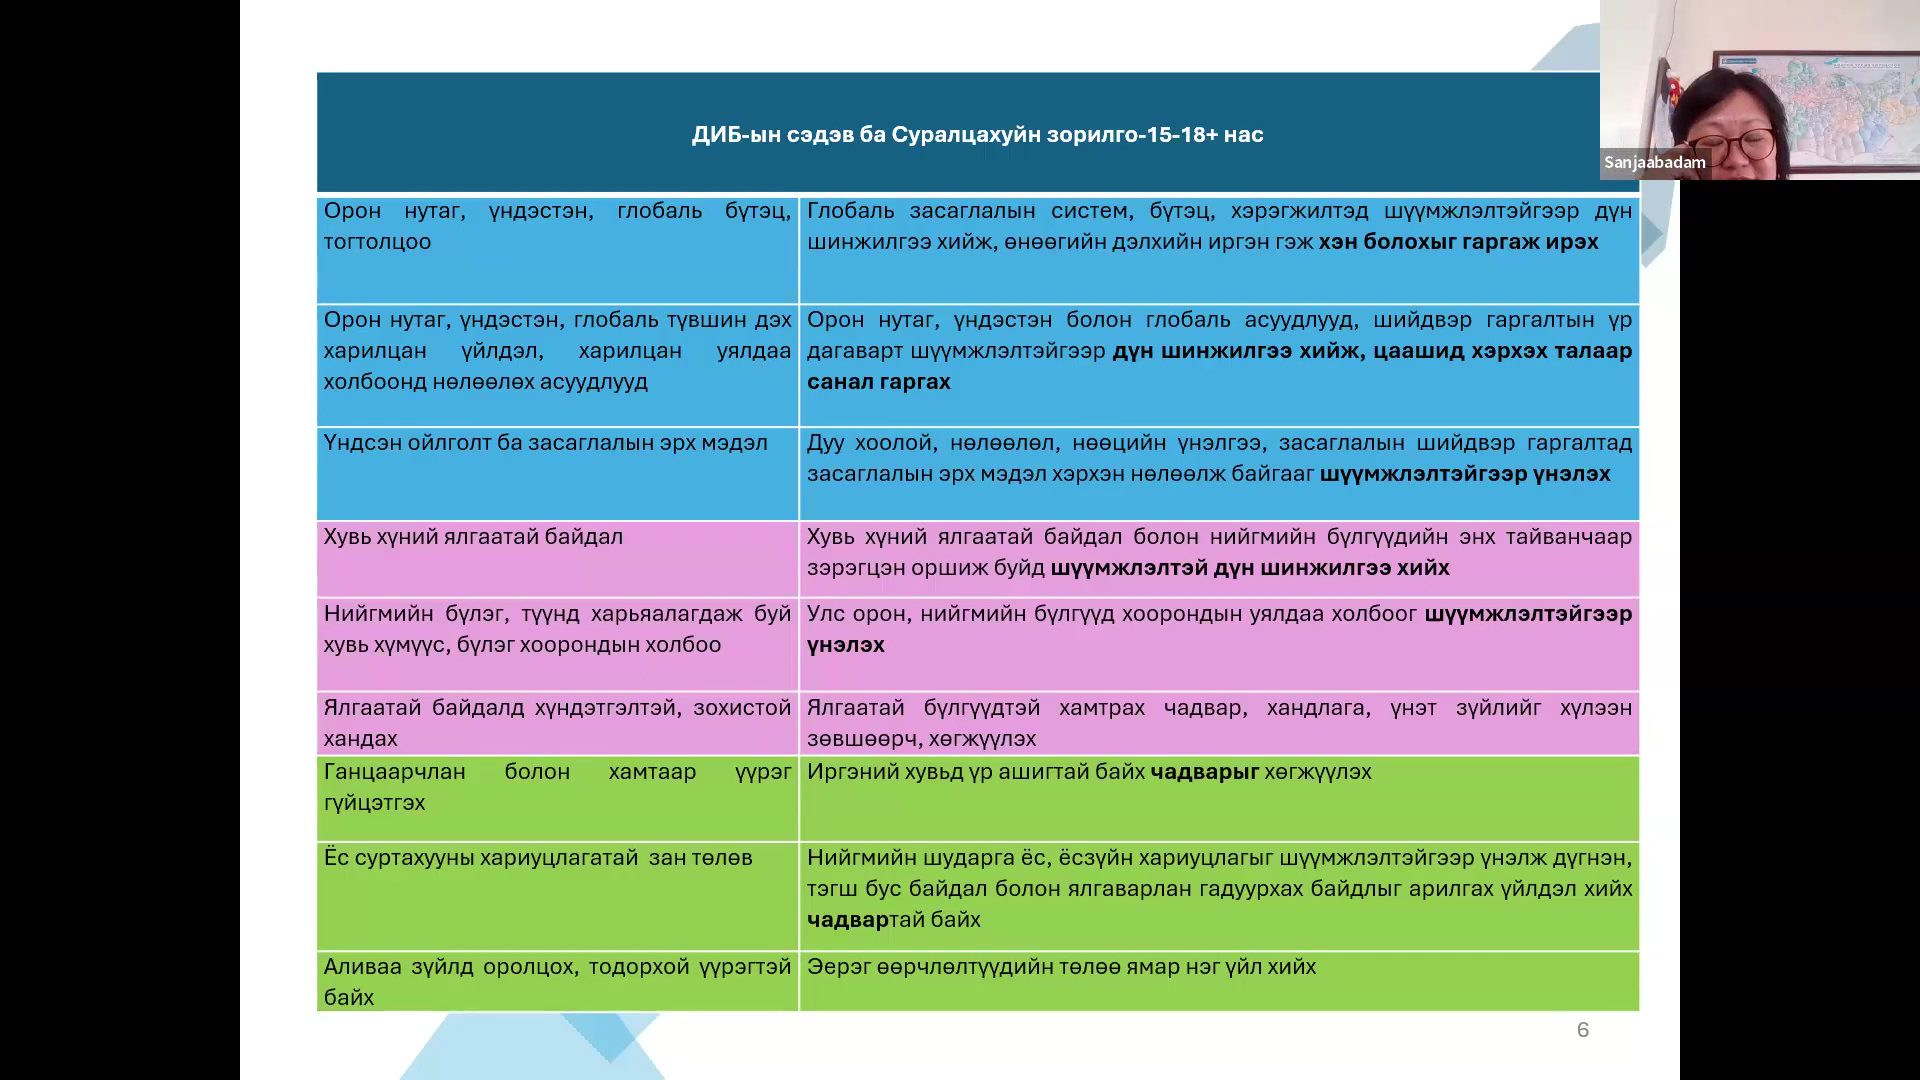 ДИБ-ын сэдэв ба Суралцахуйн зорилго-15-18+ нас
Sanjaabadam
Орон нутаг, үндэстэн, глобаль бүтэц,
тогтолцоо
Глобаль засаглалын систем, бүтэц, хэрэгжилтэд шүүмжлэлтэйгээр дүн
шинжилгээ хийж, өнөөгийн дэлхийн иргэн гэж хэн болохыг гаргаж ирэх
Орон нутаг, үндэстэн, глобаль түвшин дэх
харилцан үйлдэл, харилцан уялдаа
холбоонд нөлөөлөх асуудлууд
Орон нутаг, үндэстэн болон глобаль асуудлууд, шийдвэр гаргалтын үр
дагаварт шүүмжлэлтэйгээр дүн шинжилгээ хийж, цаашид хэрхэх талаар
санал гаргах
Үндсэн ойлголт ба засаглалын эрх мэдэл
Дуу хоолой, нөлөөлөл, нөөцийн үнэлгээ, засаглалын шийдвэр гаргалтад
засаглалын эрх мэдэл хэрхэн нөлөөлж байгааг шүүмжлэлтэйгээр үнэлэх
Хувь хүний ялгаатай байдал
Хувь хүний ялгаатай байдал болон нийгмийн бүлгүүдийн энх тайванчаар
зэрэгцэн оршиж буйд шүүмжлэлтэй дүн шинжилгээ хийх
Нийгмийн бүлэг, түүнд харьяалагдаж буй
хувь хүмүүс, бүлэг хоорондын холбоо
Улс орон, нийгмийн бүлгүүд хоорондын уялдаа холбоог шүүмжлэлтэйгээр
үнэлэх
Ялгаатай байдалд хүндэтгэлтэй, зохистой
хандах
Ялгаатай бүлгүүдтэй хамтрах чадвар, хандлага, үнэт зүйлийг хүлээн
зөвшөөрч, хөгжүүлэх
Ганцаарчлан болон хамтаар үүрэг
гүйцэтгэх
Иргэний хувьд үр ашигтай байх чадварыг хөгжүүлэх
Ёс суртахууны хариуцлагатай зан төлөв
Нийгмийн шударга ёс, ёсзүйн хариуцлагыг шүүмжлэлтэйгээр үнэлж дүгнэн,
тэгш бус байдал болон ялгаварлан гадуурхах байдлыг арилгах үйлдэл хийх
чадвартай байх
Аливаа зүйлд оролцох, тодорхой үүрэгтэй
байх
Эерэг өөрчлөлтүүдийн төлөө ямар нэг үйл хийх
6